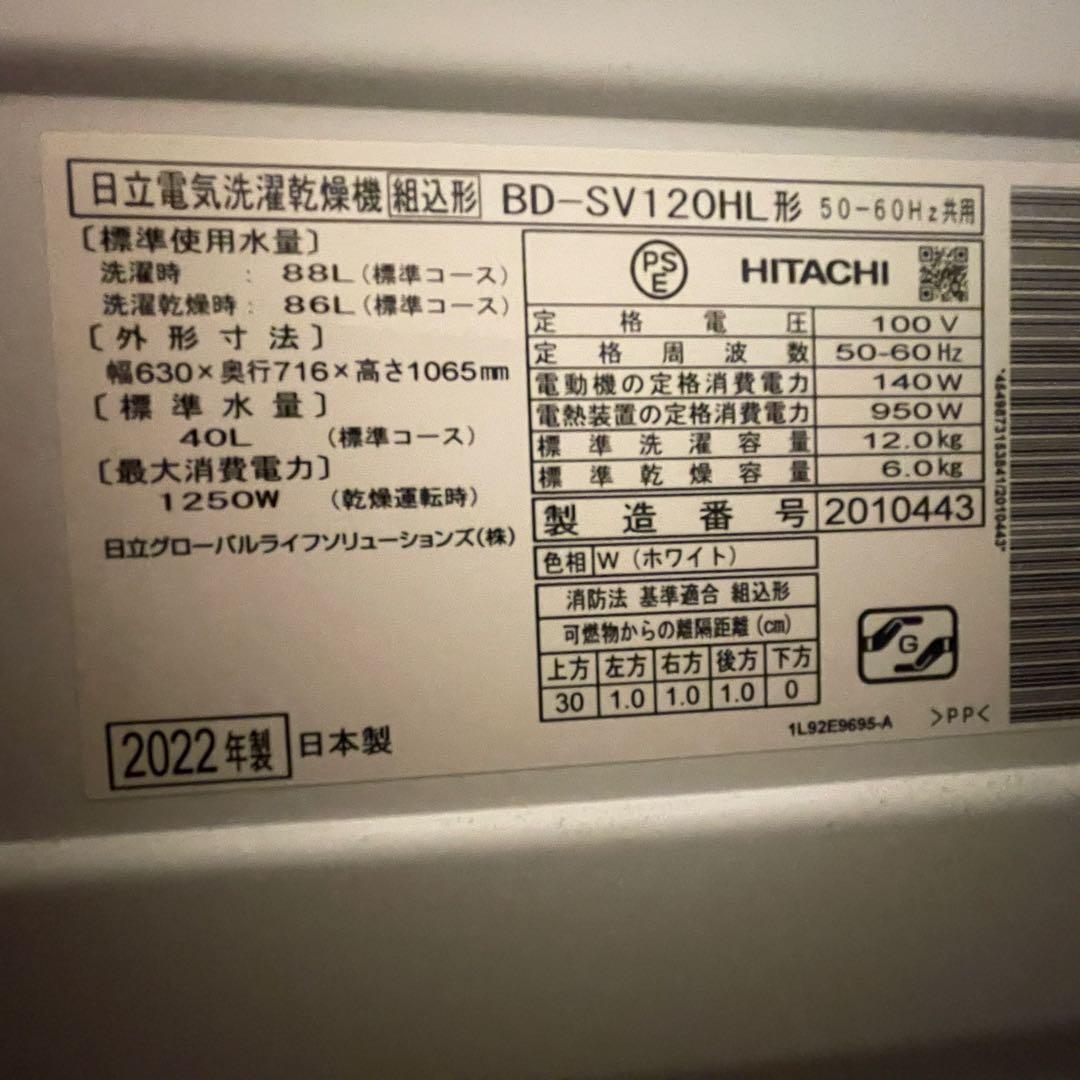 日立電気洗濯乾燥機 組込形 BD-SV120HL形 50-60Hz共用
〔標準使用水量〕
洗濯時 : 88L(標準コース)
洗濯乾燥時: 86L(標準コース)
〔外形寸法〕
幅630×奥行716×高さ1065mm
〔標準水量〕
40L (標準コース)
〔最大消費電力〕
1250W (乾燥運転時)
日立グローバルライフソリューションズ(株)
2022年製 日本製
PSE HITACHI
定格電圧 100V
定格周波数 50-60Hz
電動機の定格消費電力 140W
電熱装置の定格消費電力 950W
標準洗濯容量 12.0kg
標準乾燥容量 6.0kg
製造番号 2010443
色相 W(ホワイト)
消防法 基準適合 組込形
可燃物からの離隔距離(cm)
上方 左方 右方 後方 下方
30 1.0 1.0 1.0 0
G
1L92E9695-A >PP<